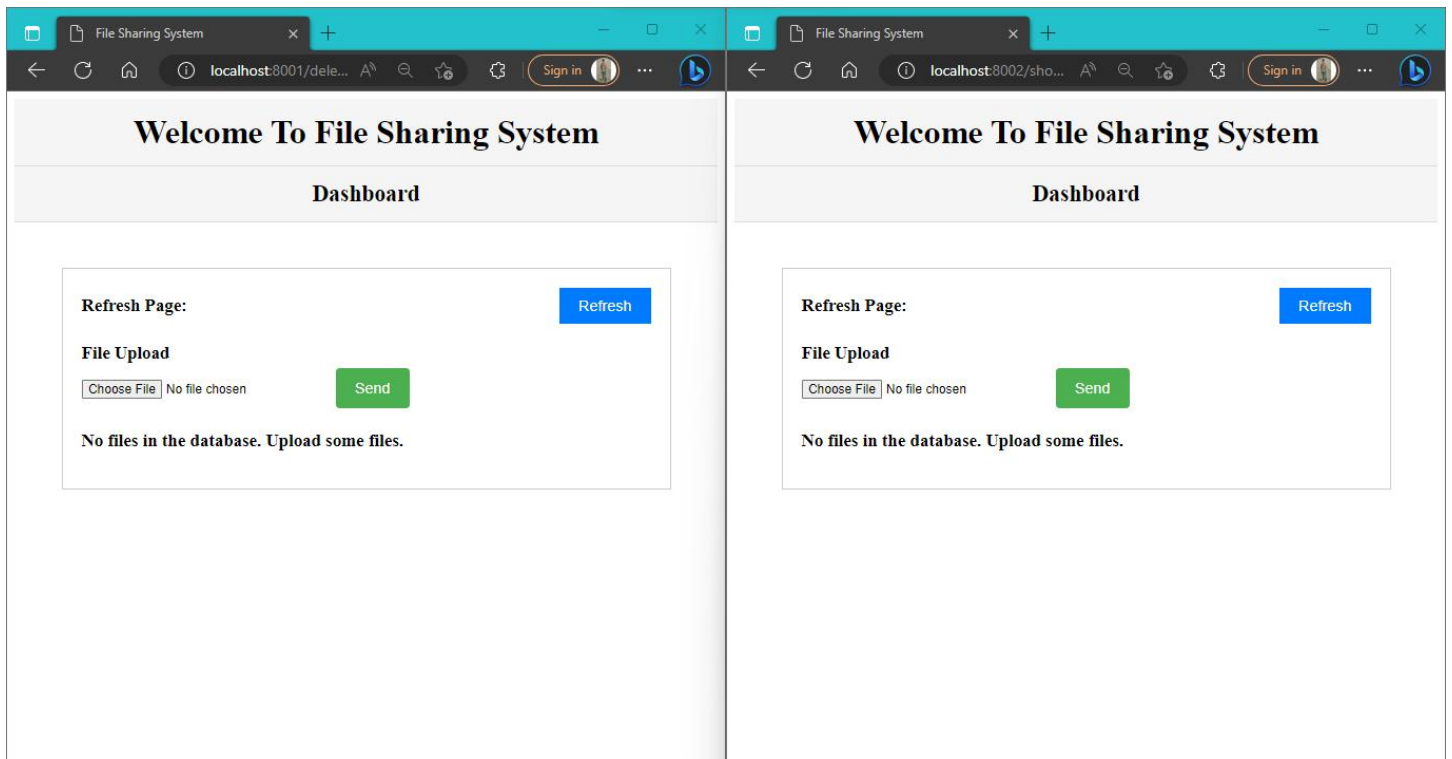 File Sharing System
localhost:8001/dele...
Sign in
Welcome To File Sharing System
Dashboard
Refresh Page:
Refresh
File Upload
Choose File No file chosen
Send
No files in the database. Upload some files.
File Sharing System
localhost:8002/sho...
Sign in
Welcome To File Sharing System
Dashboard
Refresh Page:
Refresh
File Upload
Choose File No file chosen
Send
No files in the database. Upload some files.